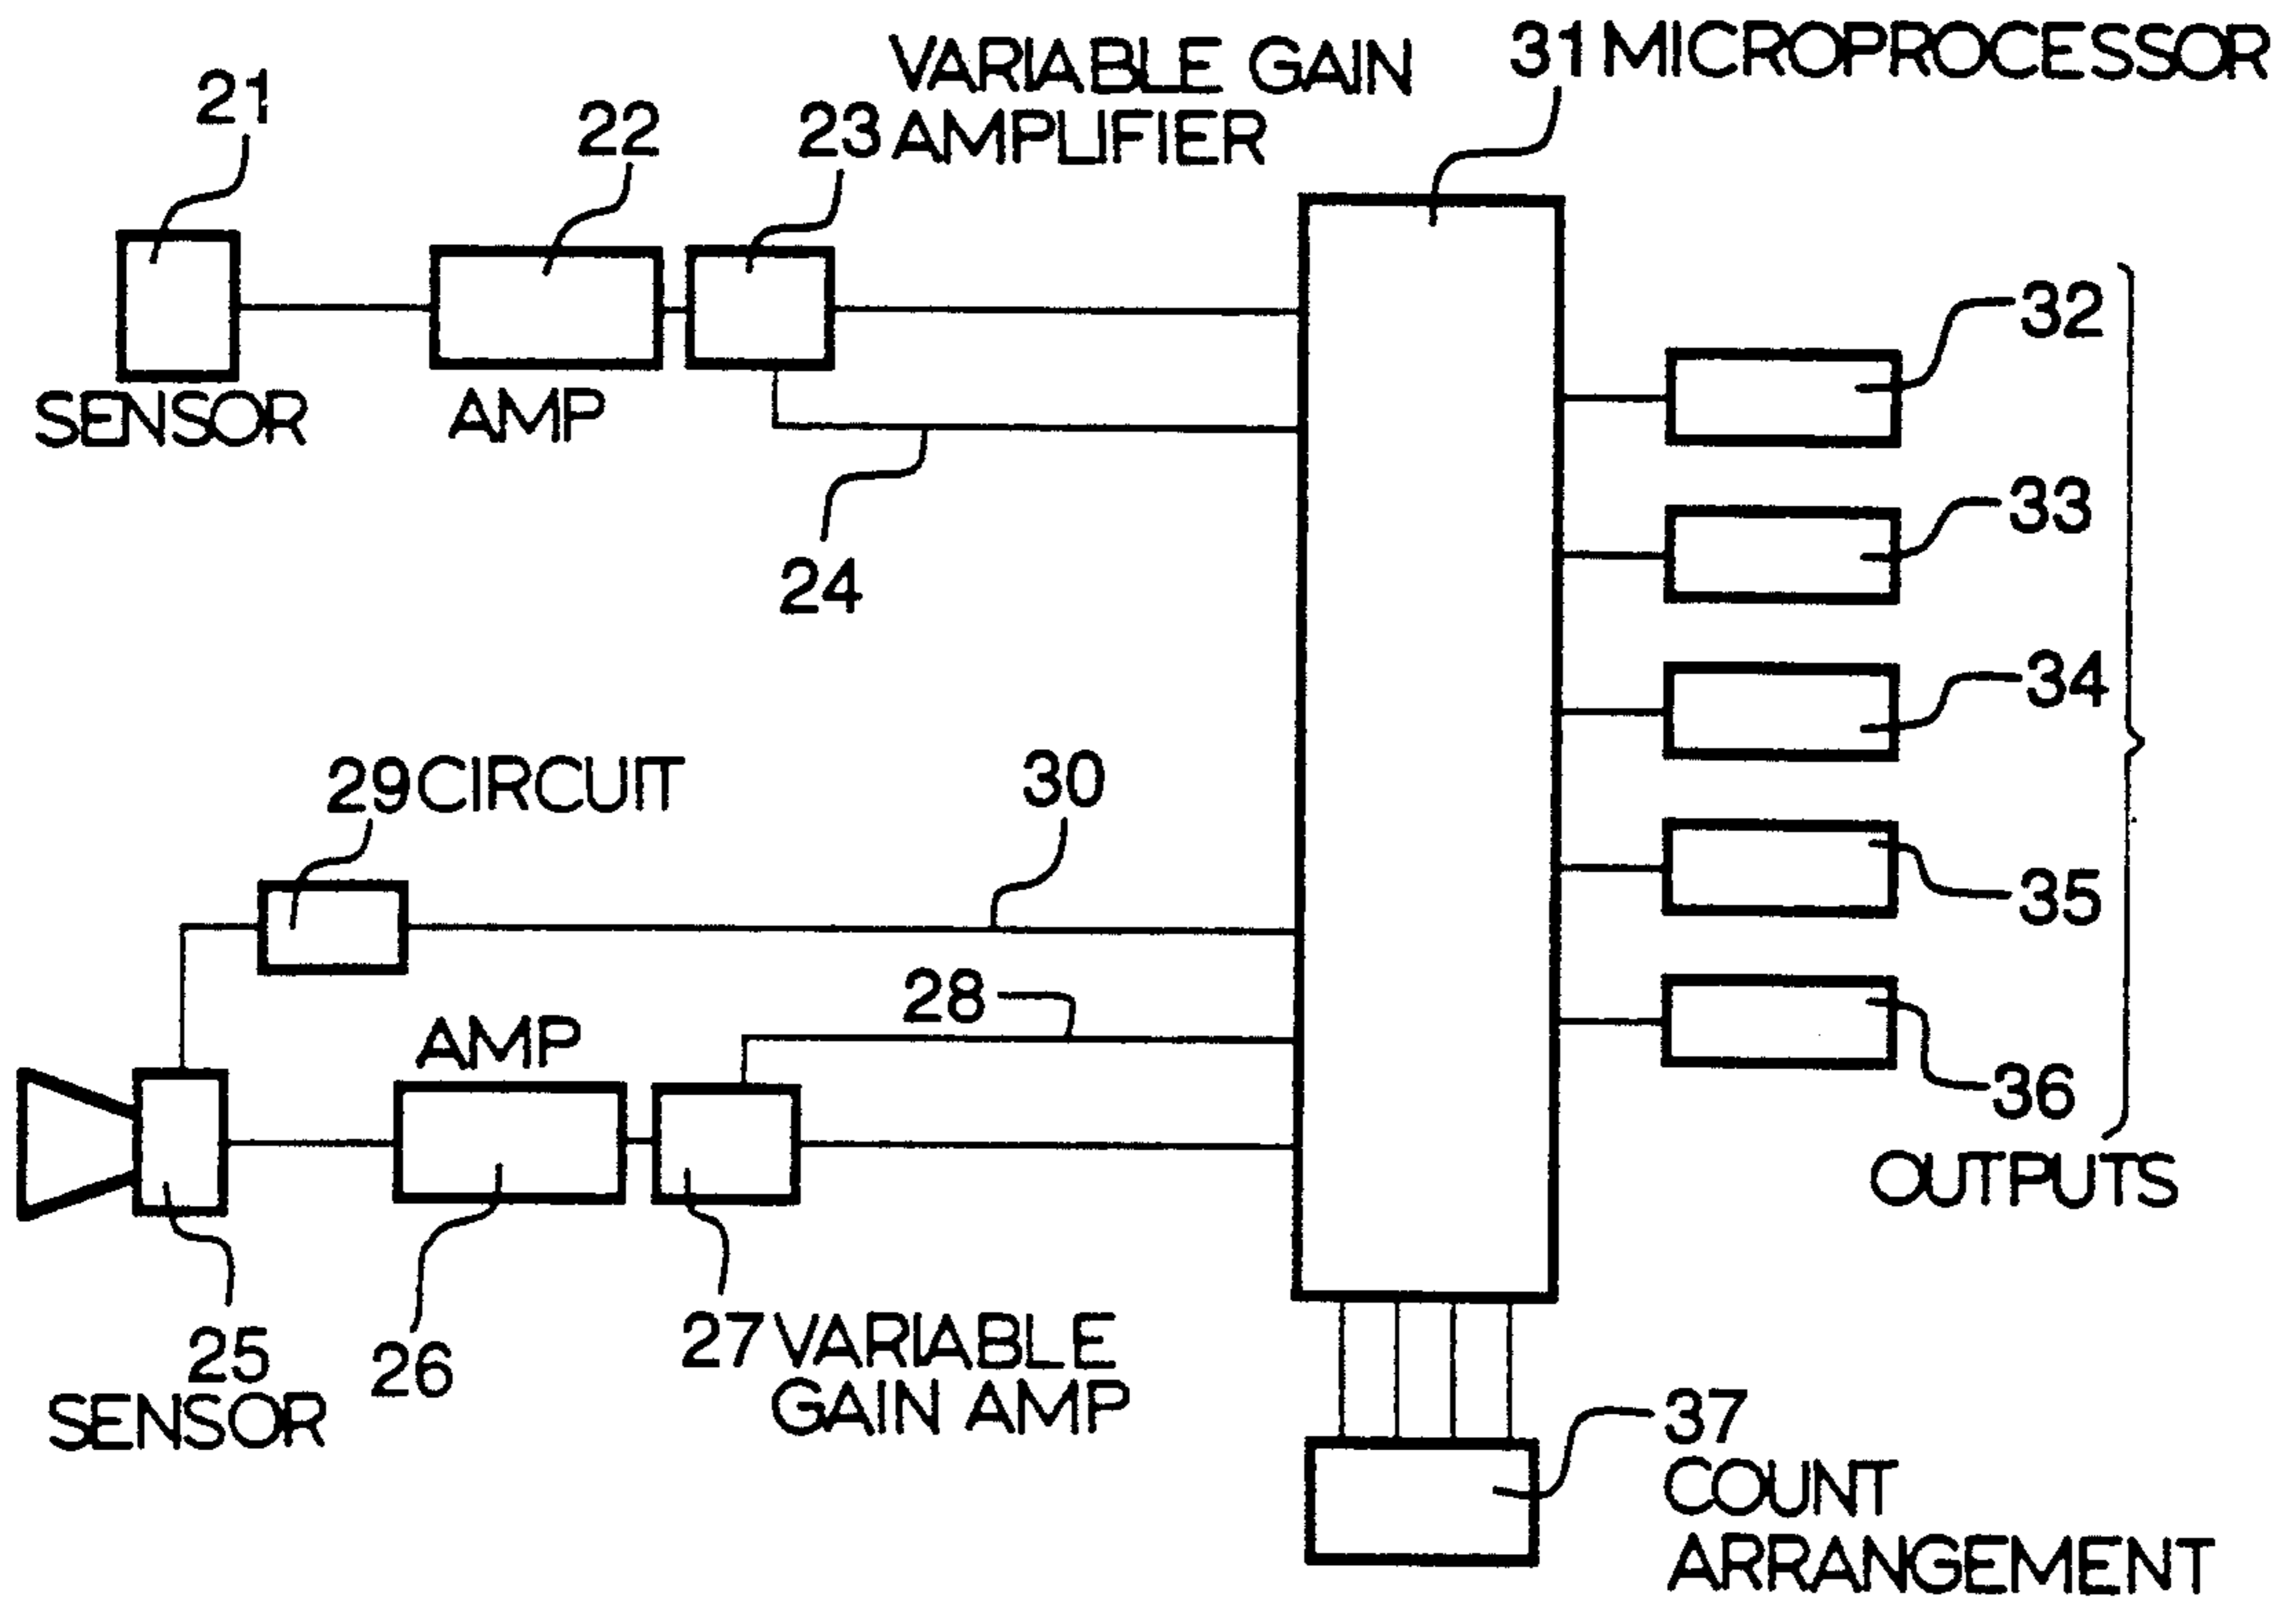 21
22
VARIABLE GAIN
23 AMPLIFIER
31 MICROPROCESSOR
SENSOR
AMP
24
32
33
34
35
36
OUTPUTS
29 CIRCUIT
30
28
AMP
25
SENSOR
26
27 VARIABLE
GAIN AMP
37
COUNT
ARRANGEMENT